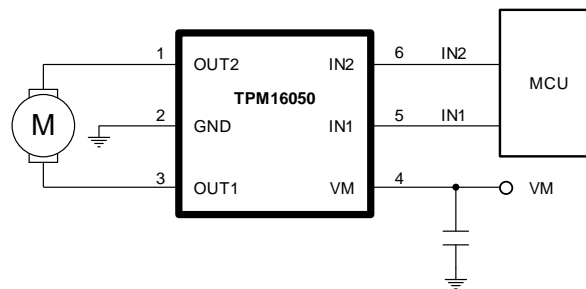 1 6 IN2
OUT2 IN2
TPM16050 MCU
M 2 GND IN1 5 IN1
3 OUT1 VM 4 VM